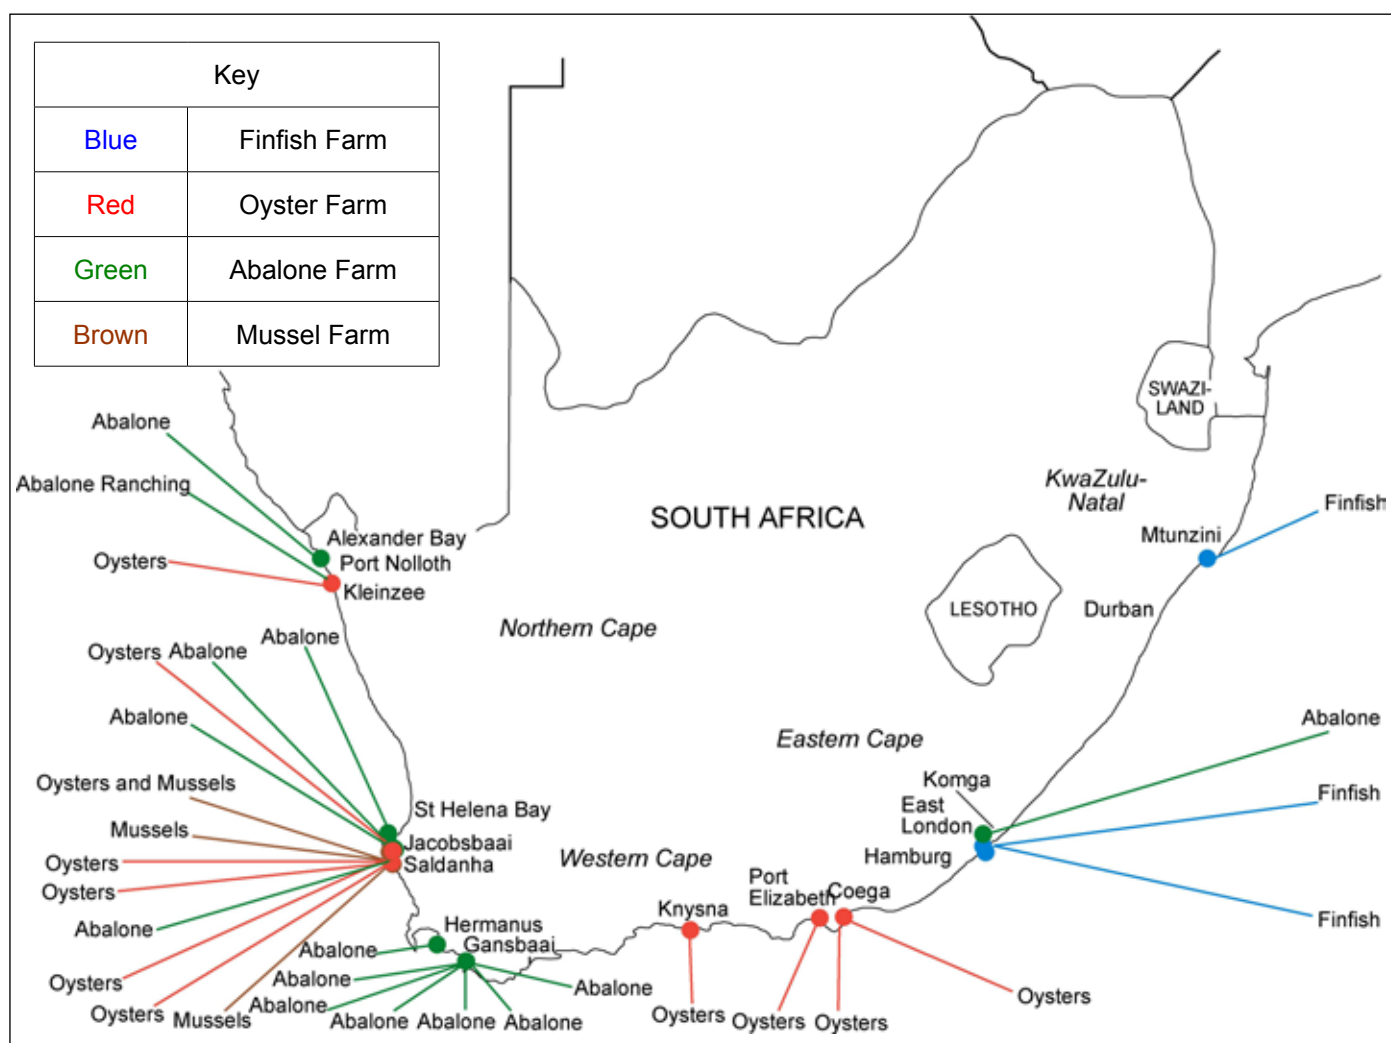 Key
Blue Finfish Farm
Red Oyster Farm
Green Abalone Farm
Brown Mussel Farm
SWAZI-
LAND
Abalone
Abalone Ranching
KwaZulu-
Natal
Finfish
SOUTH AFRICA
Alexander Bay
Mtunzini
Oysters
Port Nolloth
Kleinzee
LESOTHO
Durban
Northern Cape
Abalone
Oysters
Abalone
Abalone
Abalone
Eastern Cape
Oysters and Mussels
Komga
Finfish
St Helena Bay
East
London
Mussels
Jacobsbaai
Oysters
Saldanha
Western Cape
Hamburg
Oysters
Port
Elizabeth
Coega
Knysna
Finfish
Abalone
Hermanus
Gansbaai
Abalone
Oysters
Abalone
Abalone
Oysters
Abalone
Oysters
Mussels
Abalone
Abalone
Abalone
Oysters
Oysters
Oysters